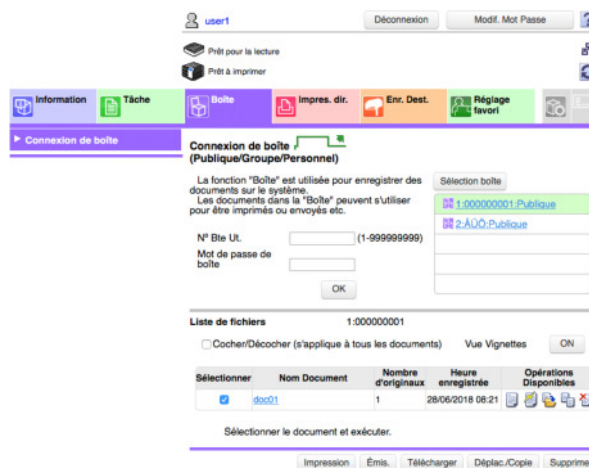 user1
Déconnexion
Modif. Mot Passe
Prêt pour la lecture
Prêt à imprimer
Information
Tâche
Boîte
Impres. dir.
Enr. Dest.
Réglage
favori
Connexion de boîte
Connexion de boîte
(Publique/Groupe/Personnel)
La fonction "Boîte" est utilisée pour enregistrer des
documents sur le système.
Les documents dans la "Boîte" peuvent s'utiliser
pour être imprimés ou envoyés etc.
Sélection boîte
1:000000001:Publique
2:ÂÜÔ:Publique
Nº Bte Ut.
(1-999999999)
Mot de passe de
boîte
OK
Liste de fichiers
1:000000001
Cocher/Décocher (s'applique à tous les documents)
Vue Vignettes
ON
Sélectionner
Nom Document
Nombre
d'originaux
Heure
enregistrée
Opérations
Disponibles
doc01
1
28/06/2018 08:21
Sélectionner le document et exécuter.
Impression
Émis.
Télécharger
Déplac./Copie
Supprime